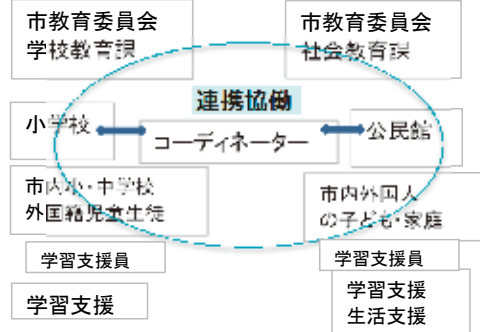 市教育委員会
学校教育課
市教育委員会
社会教育課
連携協働
小学校
コーディネーター
公民館
市内小・中学校
外国籍児童生徒
市内外国人
の子ども・家庭
学習支援員
学習支援員
学習支援
学習支援
生活支援